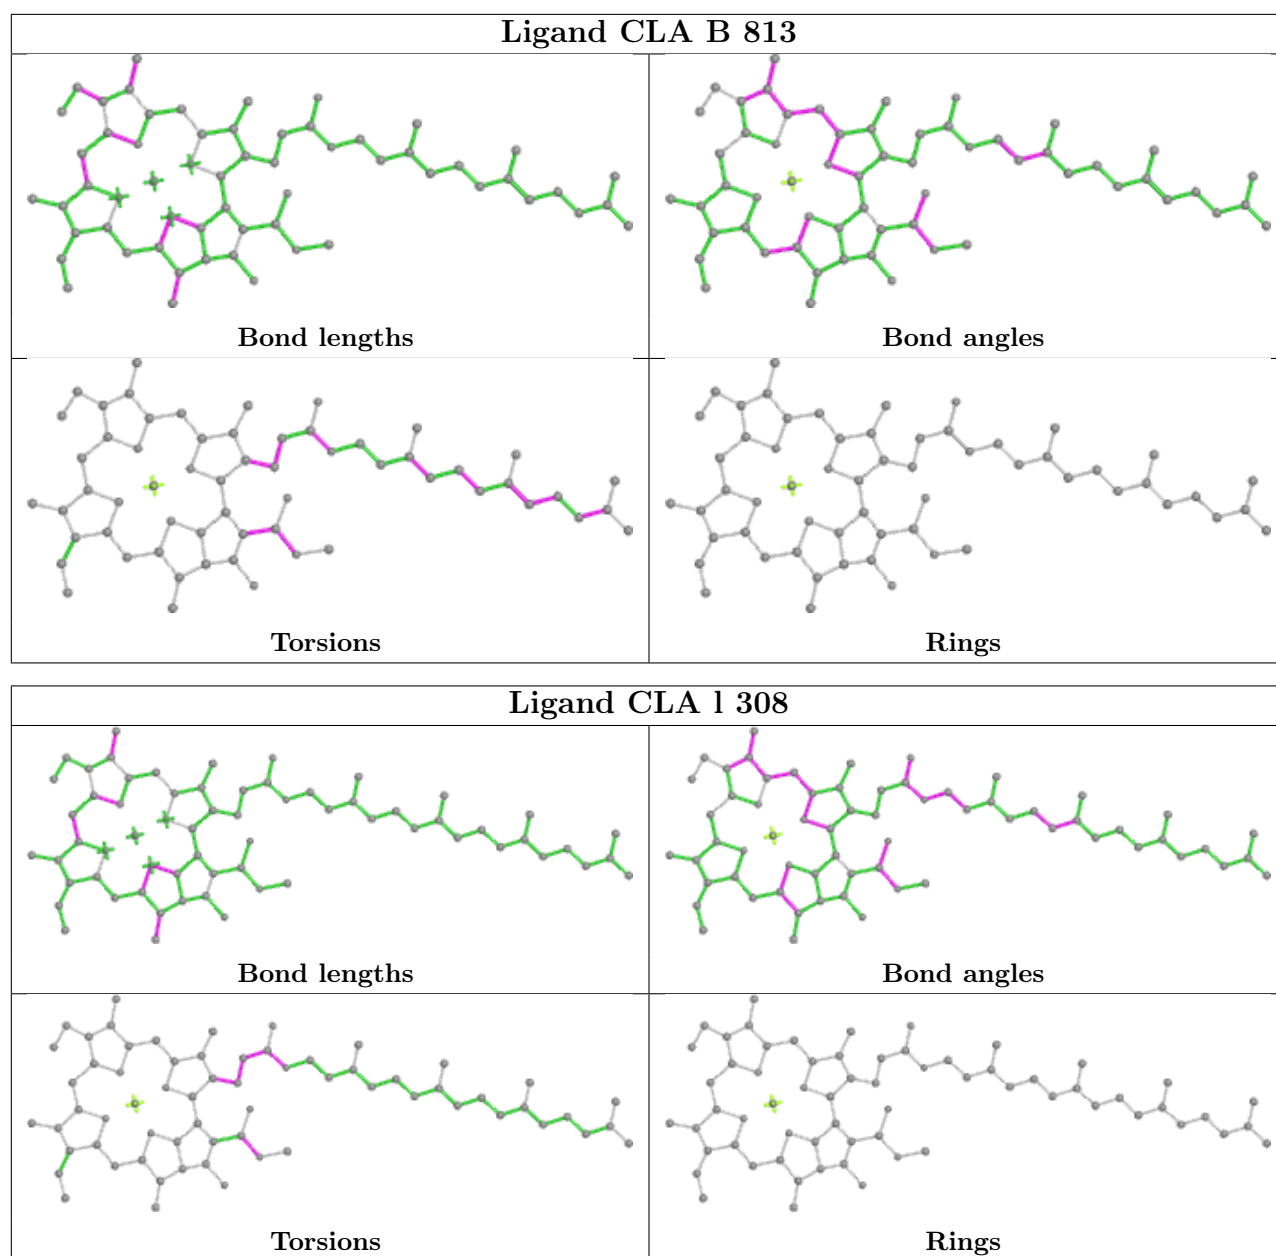 Ligand CLA B 813
Bond lengths
Bond angles
Torsions
Rings
Ligand CLA l 308
Bond lengths
Bond angles
Torsions
Rings